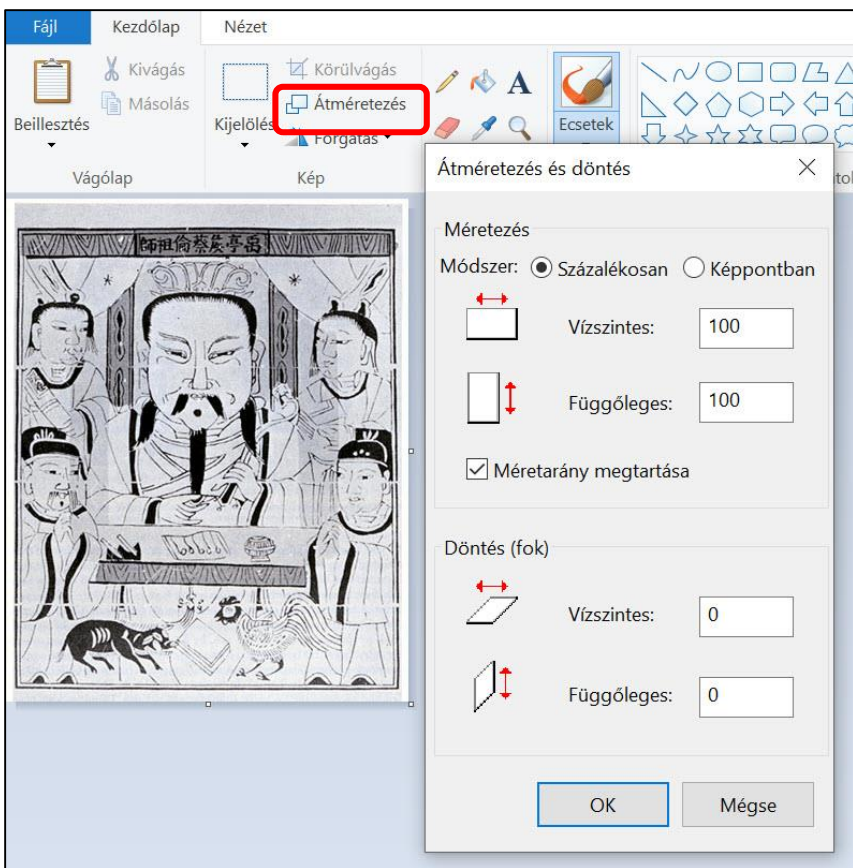 Fájl Kezdőlap Nézet
Beillesztés
Kivágás
Másolás
Vágólap
Kijelölés
Körülvágás
Átméretezés
Forgatás
Kép
A
Ecsetek
Átméretezés és döntés
Méretezés
Módszer: Százalékosan Képpontban
Vízszintes: 100
Függőleges: 100
Méretarány megtartása
Döntés (fok)
Vízszintes: 0
Függőleges: 0
OK Mégse